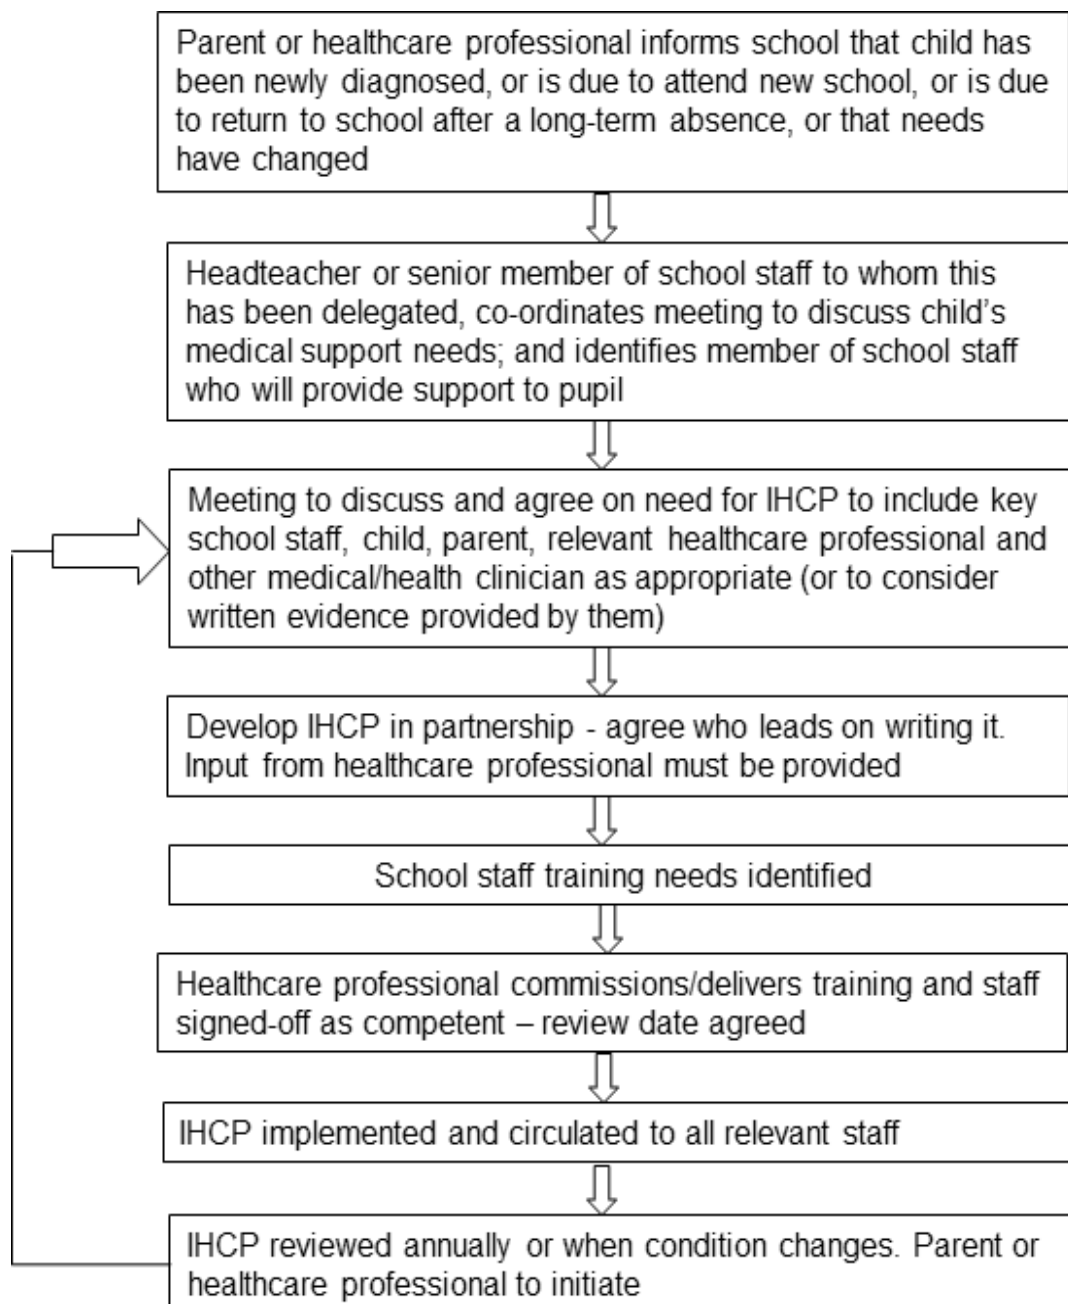 Parent or healthcare professional informs school that child has
been newly diagnosed, or is due to attend new school, or is due
to return to school after a long-term absence, or that needs
have changed
Headteacher or senior member of school staff to whom this
has been delegated, co-ordinates meeting to discuss child's
medical support needs; and identifies member of school staff
who will provide support to pupil
Meeting to discuss and agree on need for IHCP to include key
school staff, child, parent, relevant healthcare professional and
other medical/health clinician as appropriate (or to consider
written evidence provided by them)
Develop IHCP in partnership - agree who leads on writing it.
Input from healthcare professional must be provided
School staff training needs identified
Healthcare professional commissions/delivers training and staff
signed-off as competent – review date agreed
IHCP implemented and circulated to all relevant staff
IHCP reviewed annually or when condition changes. Parent or
healthcare professional to initiate